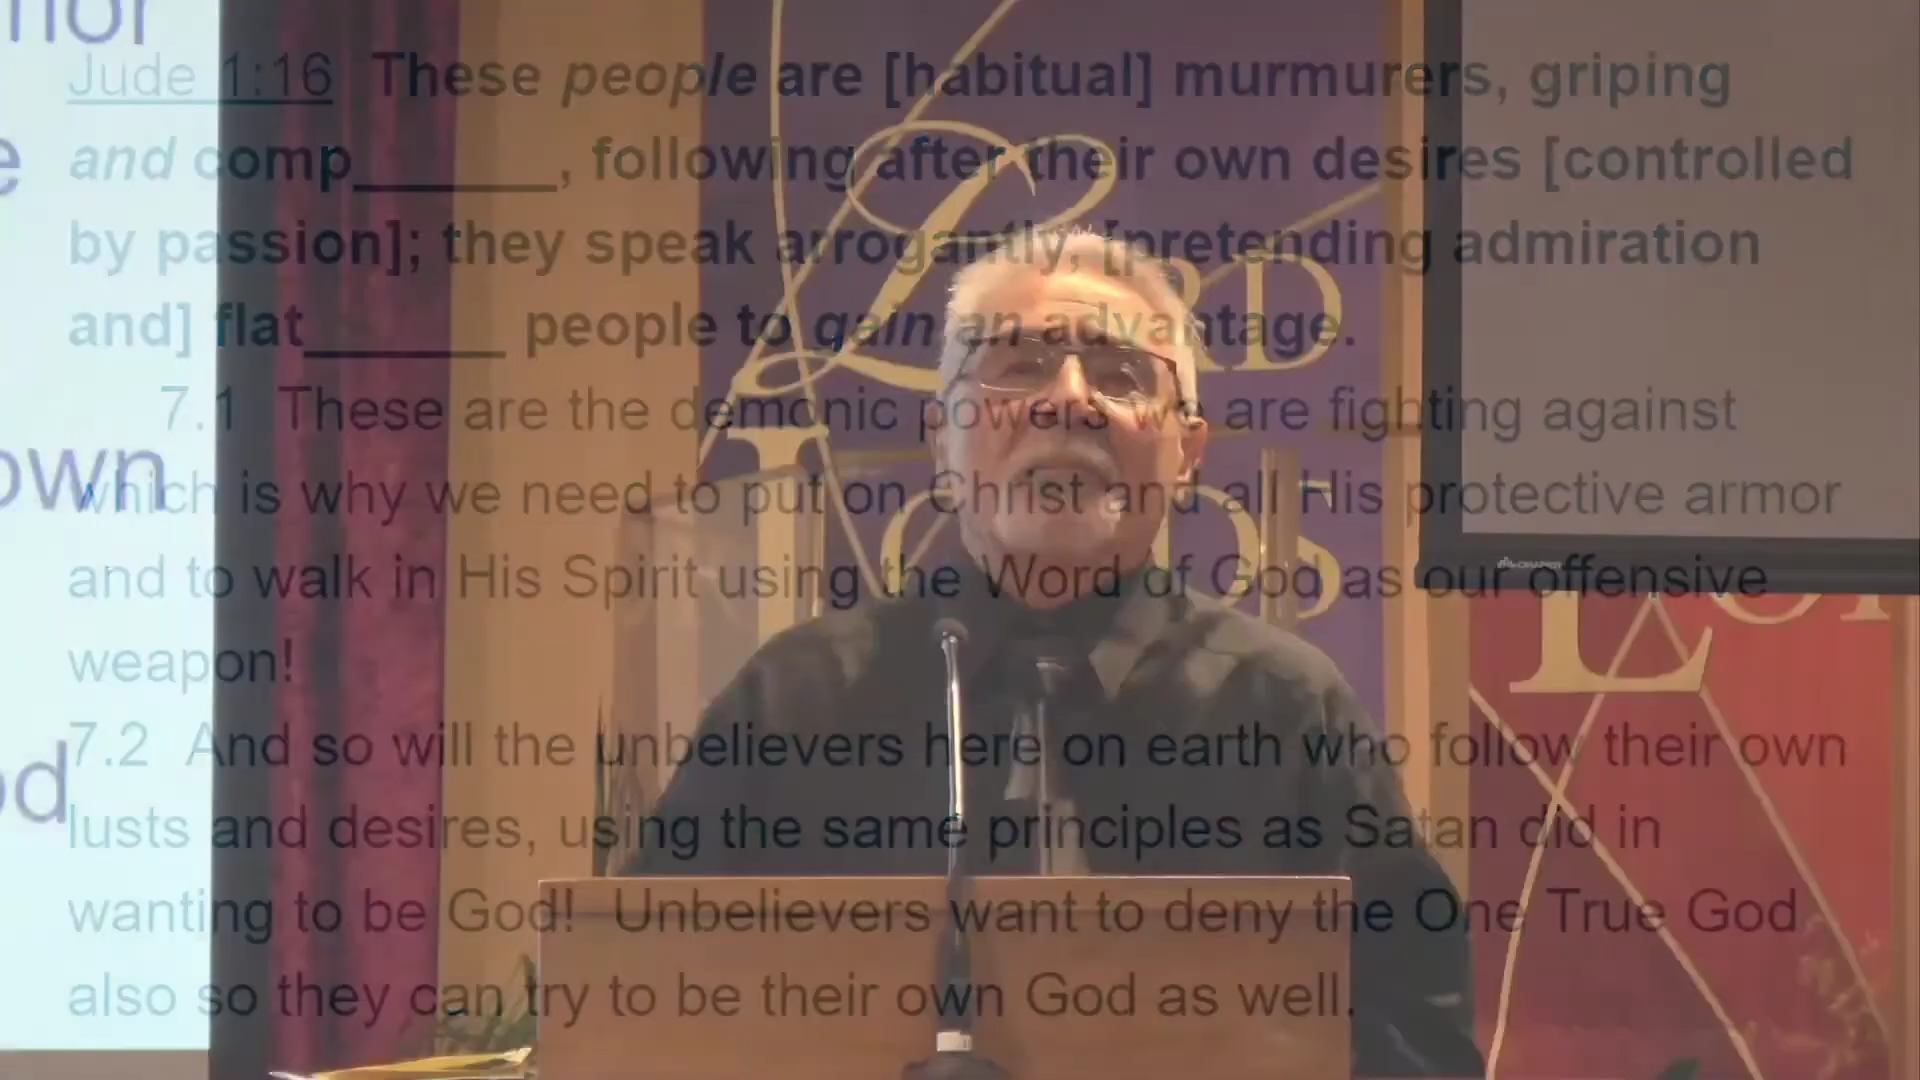 Jude 1:16 These people are [habitual] murmurers, griping
and comp_______, following after their own desires [controlled
by passion]; they speak arrogantly, [pretending admiration
and] flat_______ people to gain an advantage.
7.1 These are the demonic powers we are fighting against
which is why we need to put on Christ and all His protective armor
and to walk in His Spirit using the Word of God as our offensive
weapon!
7.2 And so will the unbelievers here on earth who follow their own
lusts and desires, using the same principles as Satan did in
wanting to be God! Unbelievers want to deny the One True God
also so they can try to be their own God as well.
own
LORD